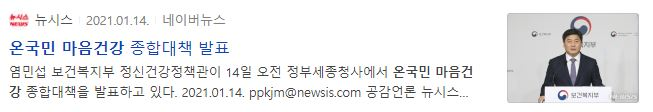 뉴시스 NEWS 뉴시스 | 2021.01.14. | 네이버뉴스
온국민 마음건강 종합대책 발표
염민섭 보건복지부 정신건강정책관이 14일 오전 정부세종청사에서 온국민 마음건
강 종합대책을 발표하고 있다. 2021.01.14. ppkjm@newsis.com 공감언론 뉴시스...
보건복지부